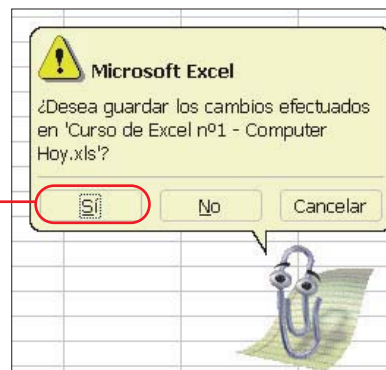 Microsoft Excel
¿Desea guardar los cambios efectuados
en 'Curso de Excel nº1 - Computer
Hoy.xls'?
Sí
No
Cancelar